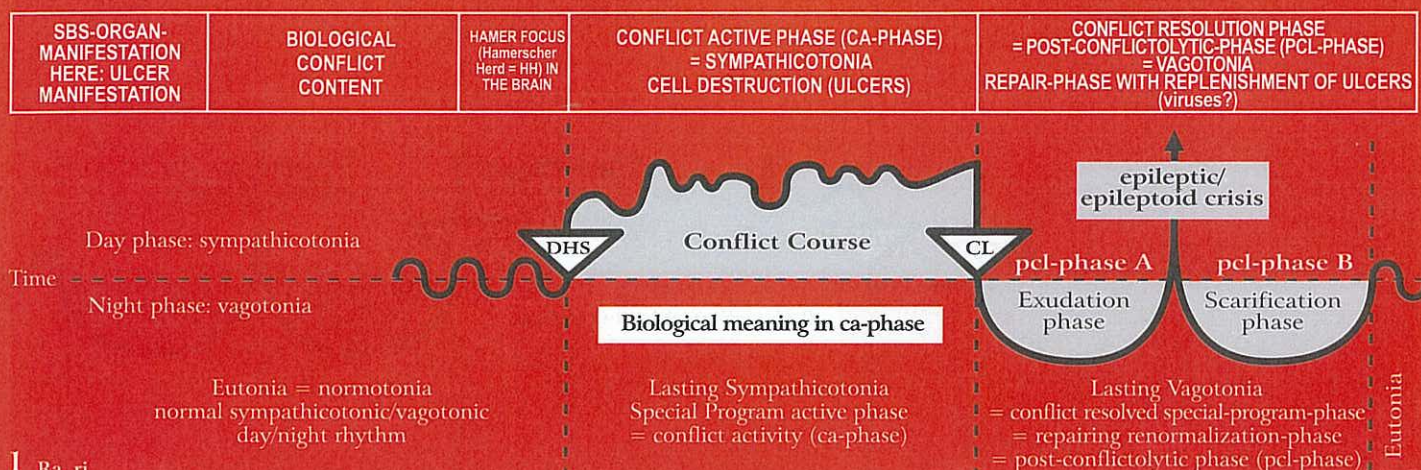 SBS-ORGAN-
MANIFESTATION
HERE: ULCER
MANIFESTATION
BIOLOGICAL
CONFLICT
CONTENT
HAMER FOCUS
(Hamerscher
Herd = HH) IN
THE BRAIN
CONFLICT ACTIVE PHASE (CA-PHASE)
= SYMPATHICOTONIA
CELL DESTRUCTION (ULCERS)
CONFLICT RESOLUTION PHASE
= POST-CONFLICTOLYTIC-PHASE (PCL-PHASE)
= VAGOTONIA
REPAIR-PHASE WITH REPLENISHMENT OF ULCERS
(viruses?)
epileptic/
epileptoid crisis
Day phase: sympathicotonia
DHS
Conflict Course
CL
pcl-phase A
pcl-phase B
Time
Night phase: vagotonia
Exudation
phase
Scarification
phase
Biological meaning in ca-phase
Eutonia = normotonia
normal sympathicotonic/vagotonic
day/night rhythm
Lasting Sympathicotonia
Special Program active phase
= conflict activity (ca-phase)
Lasting Vagotonia
= conflict resolved special-program-phase
= repairing renormalization-phase
= post-conflictolytic phase (pcl-phase)
Eutonia